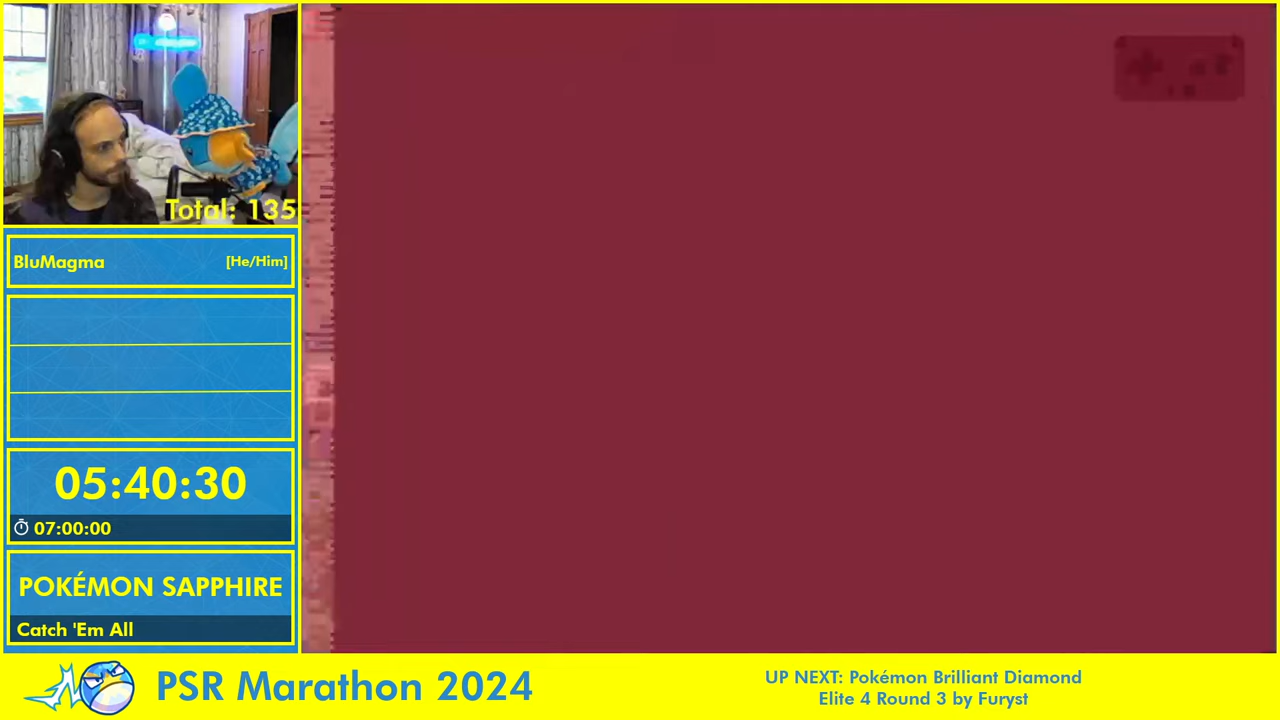 Total: 135
BluMagma
[He/Him]
05:40:30
07:00:00
POKÉMON SAPPHIRE
Catch 'Em All
PSR Marathon 2024
UP NEXT: Pokémon Brilliant Diamond
Elite 4 Round 3 by Furyst